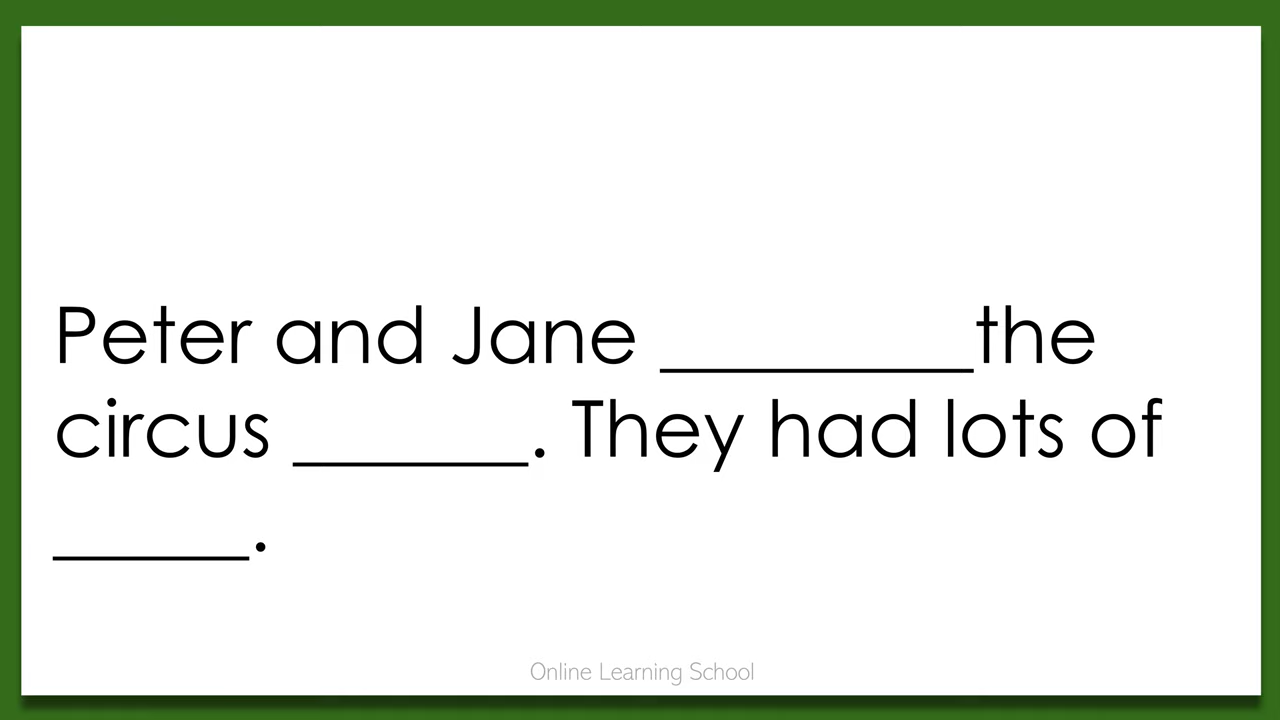 Peter and Jane ________the
circus ______. They had lots of
_____.
Online Learning School